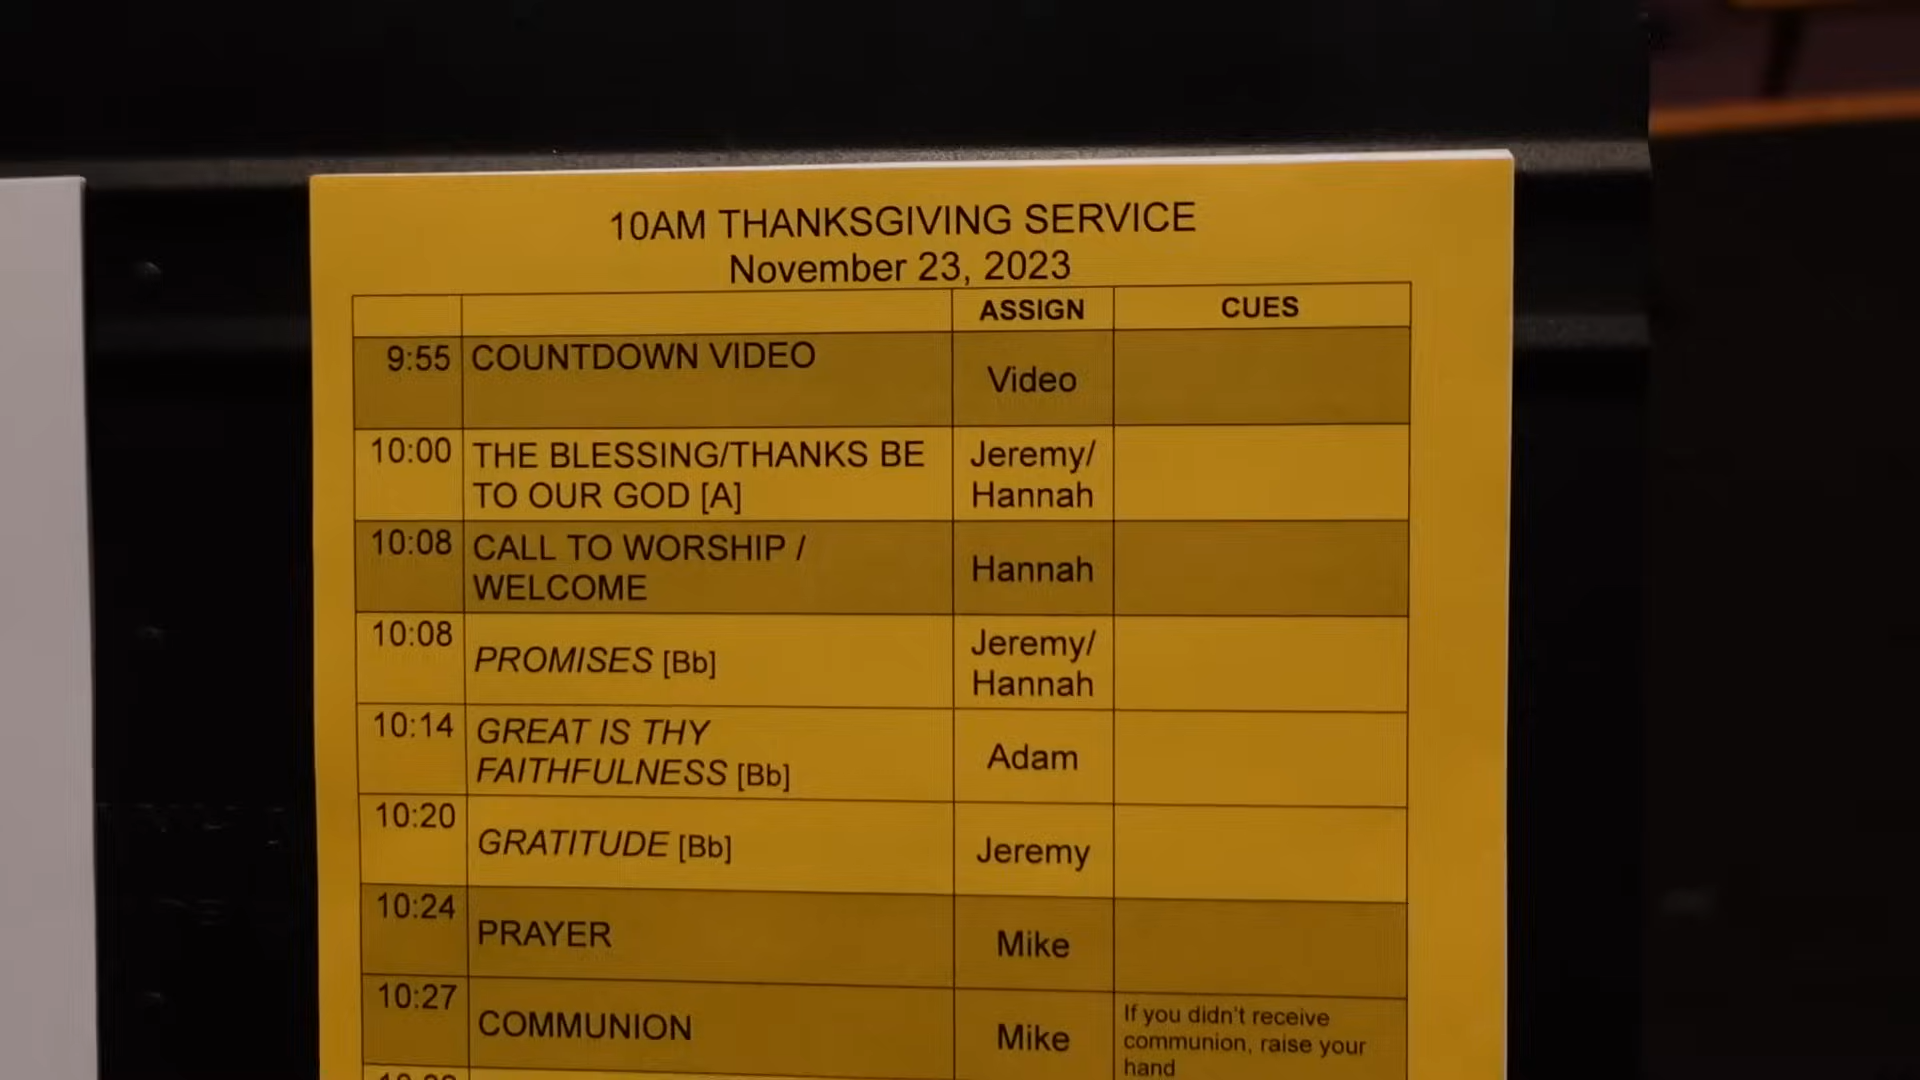 10AM THANKSGIVING SERVICE
November 23, 2023
ASSIGN CUES
9:55 COUNTDOWN VIDEO Video
10:00 THE BLESSING/THANKS BE
TO OUR GOD [A] Jeremy/
Hannah
10:08 CALL TO WORSHIP /
WELCOME Hannah
10:08 PROMISES [Bb] Jeremy/
Hannah
10:14 GREAT IS THY
FAITHFULNESS [Bb] Adam
10:20 GRATITUDE [Bb] Jeremy
10:24 PRAYER Mike
10:27 COMMUNION Mike
If you didn't receive
communion, raise your
hand